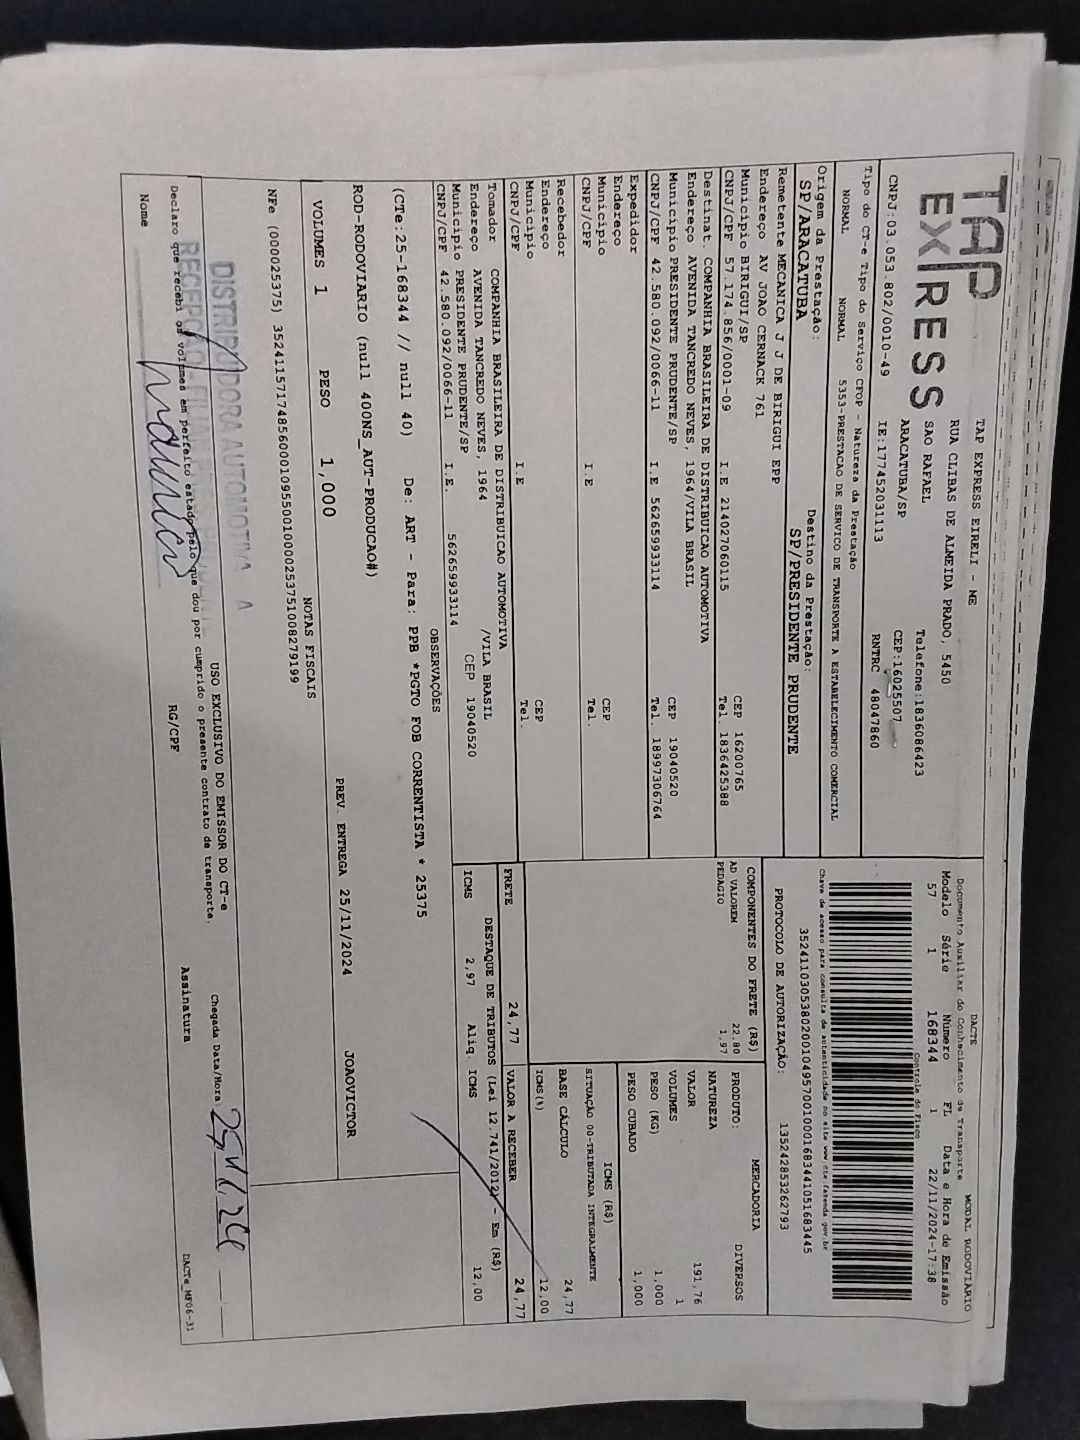 TAP EXPRESS
TAP EXPRESS EIRELI - ME
RUA CLIBAS DE ALMEIDA PRADO, 5450
SAO RAFAEL Telefone:1836086423
ARACATUBA/SP CEP:16025507
CNPJ:03.053.802/0010-49 IE:177452031113 RNTRC 48047860
Tipo do CT-e Tipo do Serviço CFOP - Natureza da Prestação
NORMAL NORMAL 5353-PRESTACAO DE SERVICO DE TRANSPORTE A ESTABELECIMENTO COMERCIAL
Origem da Prestação: Destino da Prestação:
SP/ARACATUBA SP/PRESIDENTE PRUDENTE
Remetente MECANICA J J DE BIRIGUI EPP
Endereço AV JOAO CERNACK 761
Municipio BIRIGUI/SP CEP 16200765
CNPJ/CPF 57.174.856/0001-09 I.E 214027060115 Tel. 1836425388
Destinat. COMPANHIA BRASILEIRA DE DISTRIBUICAO AUTOMOTIVA
Endereço AVENIDA TANCREDO NEVES, 1964/VILA BRASIL
Municipio PRESIDENTE PRUDENTE/SP CEP 19040520
CNPJ/CPF 42.580.092/0066-11 I.E 562659933114 Tel. 18997306764
Expedidor
Endereço
Municipio CEP
CNPJ/CPF I.E Tel.
Recebedor
Endereço
Municipio CEP
CNPJ/CPF I.E Tel.
Tomador COMPANHIA BRASILEIRA DE DISTRIBUICAO AUTOMOTIVA
Endereço AVENIDA TANCREDO NEVES, 1964 /VILA BRASIL
Municipio PRESIDENTE PRUDENTE/SP CEP 19040520
CNPJ/CPF 42.580.092/0066-11 I.E. 562659933114
DACTE MODAL RODOVIARIO
Documento Auxiliar do Conhecimento de Transporte
Modelo Série Número FL Data e Hora de Emissão
57 1 168344 1 22/11/2024-17:38
Controle do Fisco
Chave de acesso para consulta de autenticidade no site www.cte.fazenda.gov.br
35241103053802001049570010001683441051683445
PROTOCOLO DE AUTORIZAÇÃO: 135242853262793
COMPONENTES DO FRETE (R$)
AD VALOREM 22,80
PEDAGIO 1,97
MERCADORIA
PRODUTO: DIVERSOS
NATUREZA
VALOR 191,76
VOLUMES 1
PESO (KG) 1,000
PESO CUBADO 1,000
ICMS (R$)
SITUAÇÃO 00-TRIBUTADA INTEGRALMENTE
BASE CÁLCULO 24,77
ICMS(%) 12,00
FRETE 24,77 VALOR A RECEBER 24,77
DESTAQUE DE TRIBUTOS (Lei 12.741/2012) - Em (R$)
ICMS 2,97 Aliq. ICMS 12,00
OBSERVAÇÕES
(CTe:25-168344 // null 40) De: ART - Para: PPB *PGTO FOB CORRENTISTA * 25375
ROD-RODOVIARIO (null 400NS_AUT-PRODUCAO#)
VOLUMES 1 PESO 1,000 PREV. ENTREGA 25/11/2024 JOAOVICTOR
NOTAS FISCAIS
NFe (000025375) 35241157174856000109550010000253751008279199
DISTRIBUIDORA AUTOMOTIVA
USO EXCLUSIVO DO EMISSOR DO CT-e
Chegada Data/Hora:
Declaro que recebi os volumes em perfeito estado pelo que dou por cumprido o presente contrato de transporte.
Nome RG/CPF Assinatura
DACTe_MF06-31